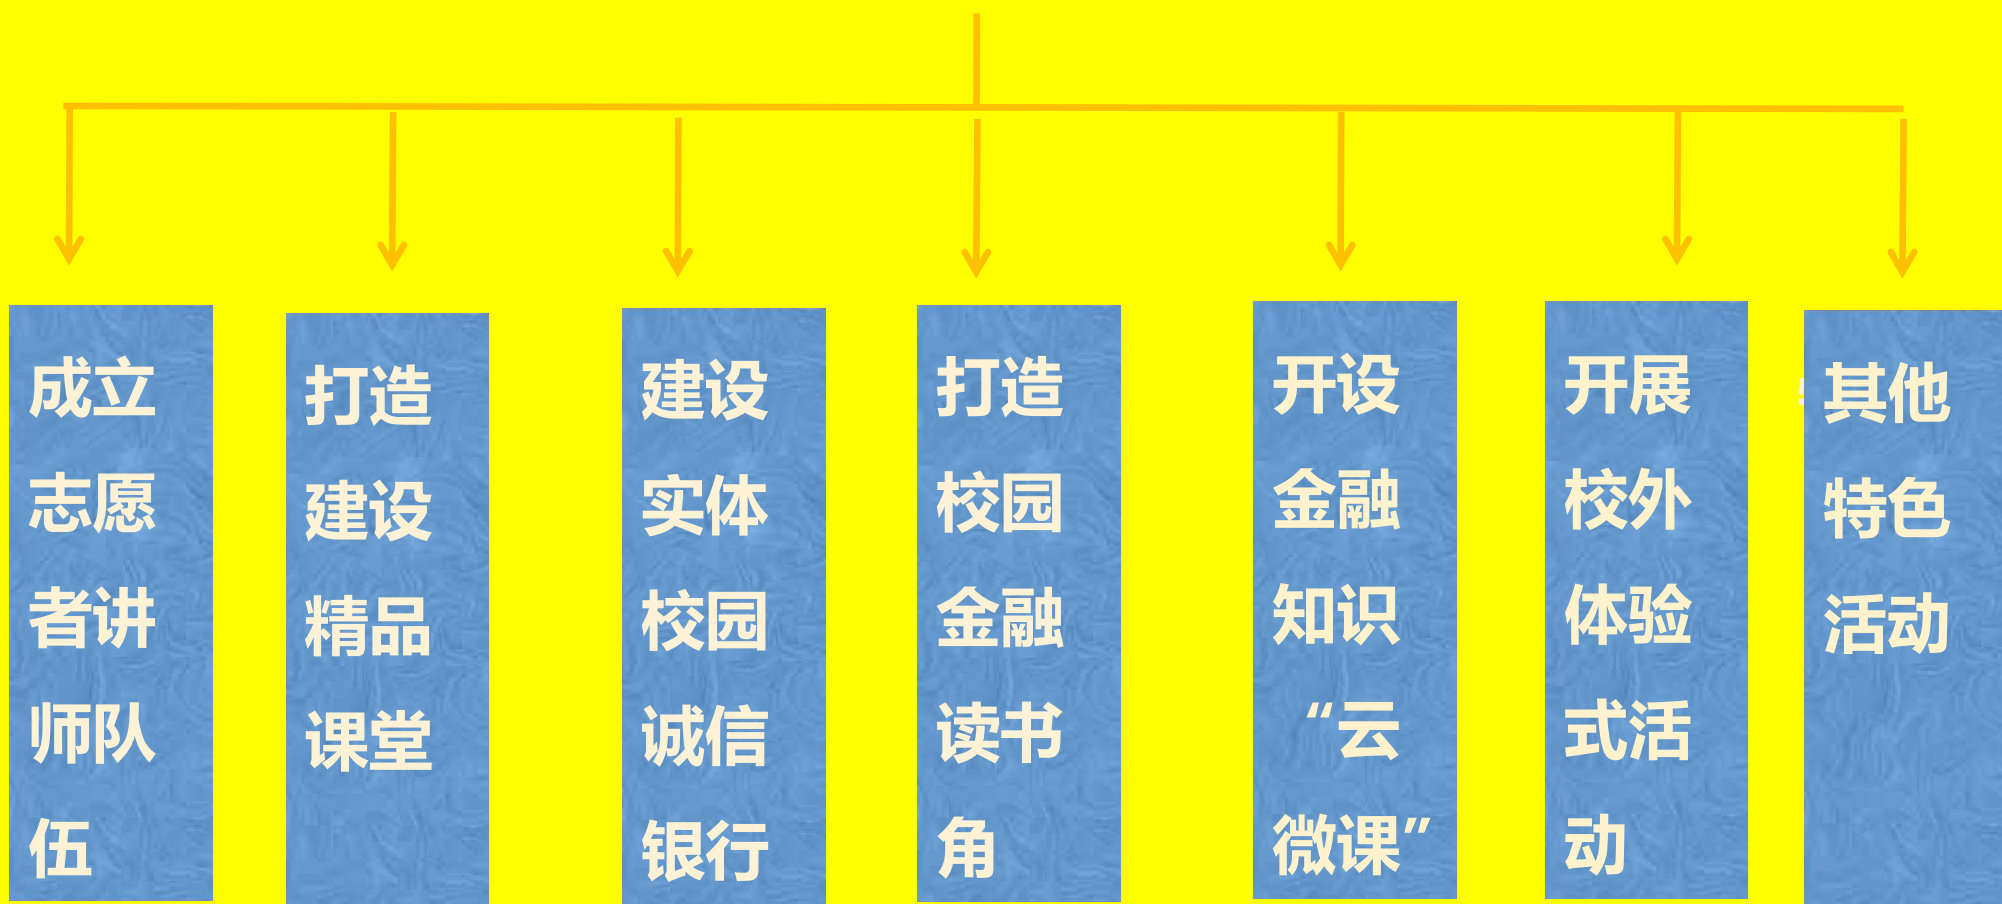 成立
志愿
者讲
师队
伍
打造
建设
精品
课堂
建设
实体
校园
诚信
银行
打造
校园
金融
读书
角
开设
金融
知识
“云
微课”
开展
校外
体验
式活
动
其他
特色
活动